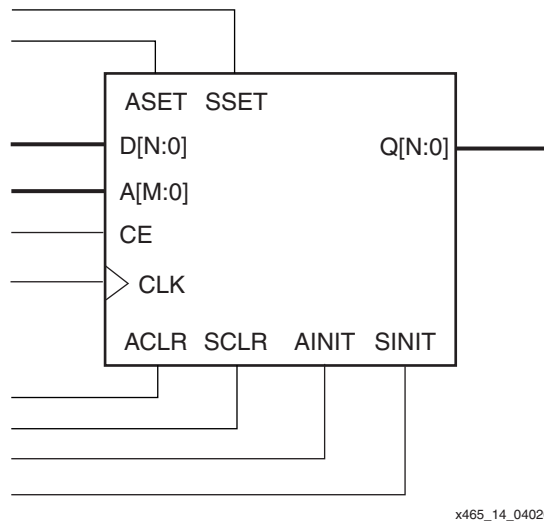 ASET SSET
D[N:0] Q[N:0]
A[M:0]
CE
CLK
ACLR SCLR AINIT SINIT
x465_14_0402